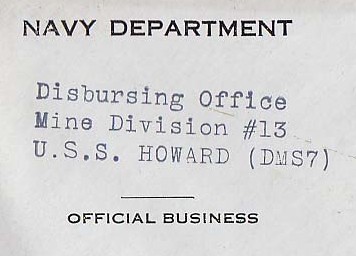 NAVY DEPARTMENT
Disbursing Office
Mine Division #13
U.S.S. HOWARD (DMS7)
OFFICIAL BUSINESS